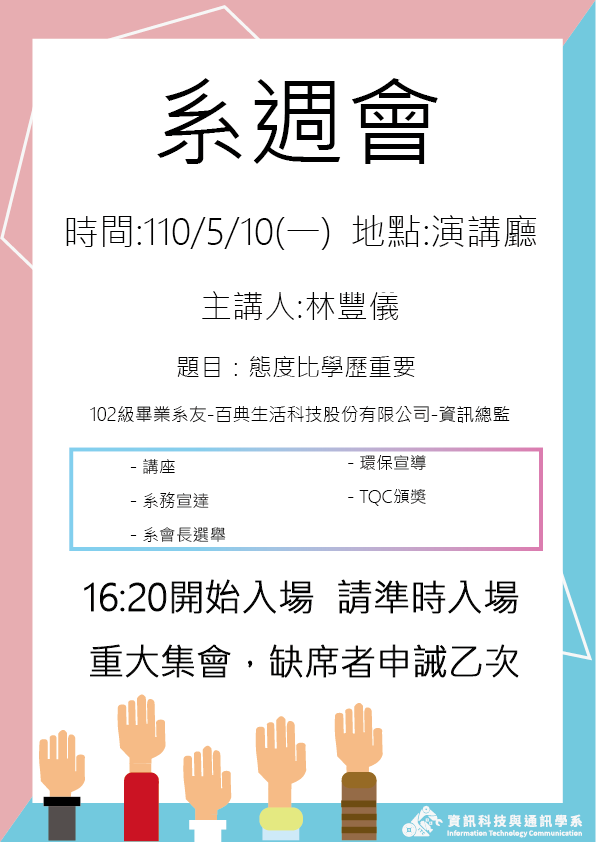 系週會
時間:110/5/10(一) 地點:演講廳
主講人:林豐儀
題目：態度比學歷重要
102級畢業系友-百典生活科技股份有限公司-資訊總監
- 講座
- 系務宣達
- 系會長選舉
- 環保宣導
- TQC頒獎
16:20開始入場 請準時入場
重大集會，缺席者申誡乙次
資訊科技與通訊學系
Information Technology Communication